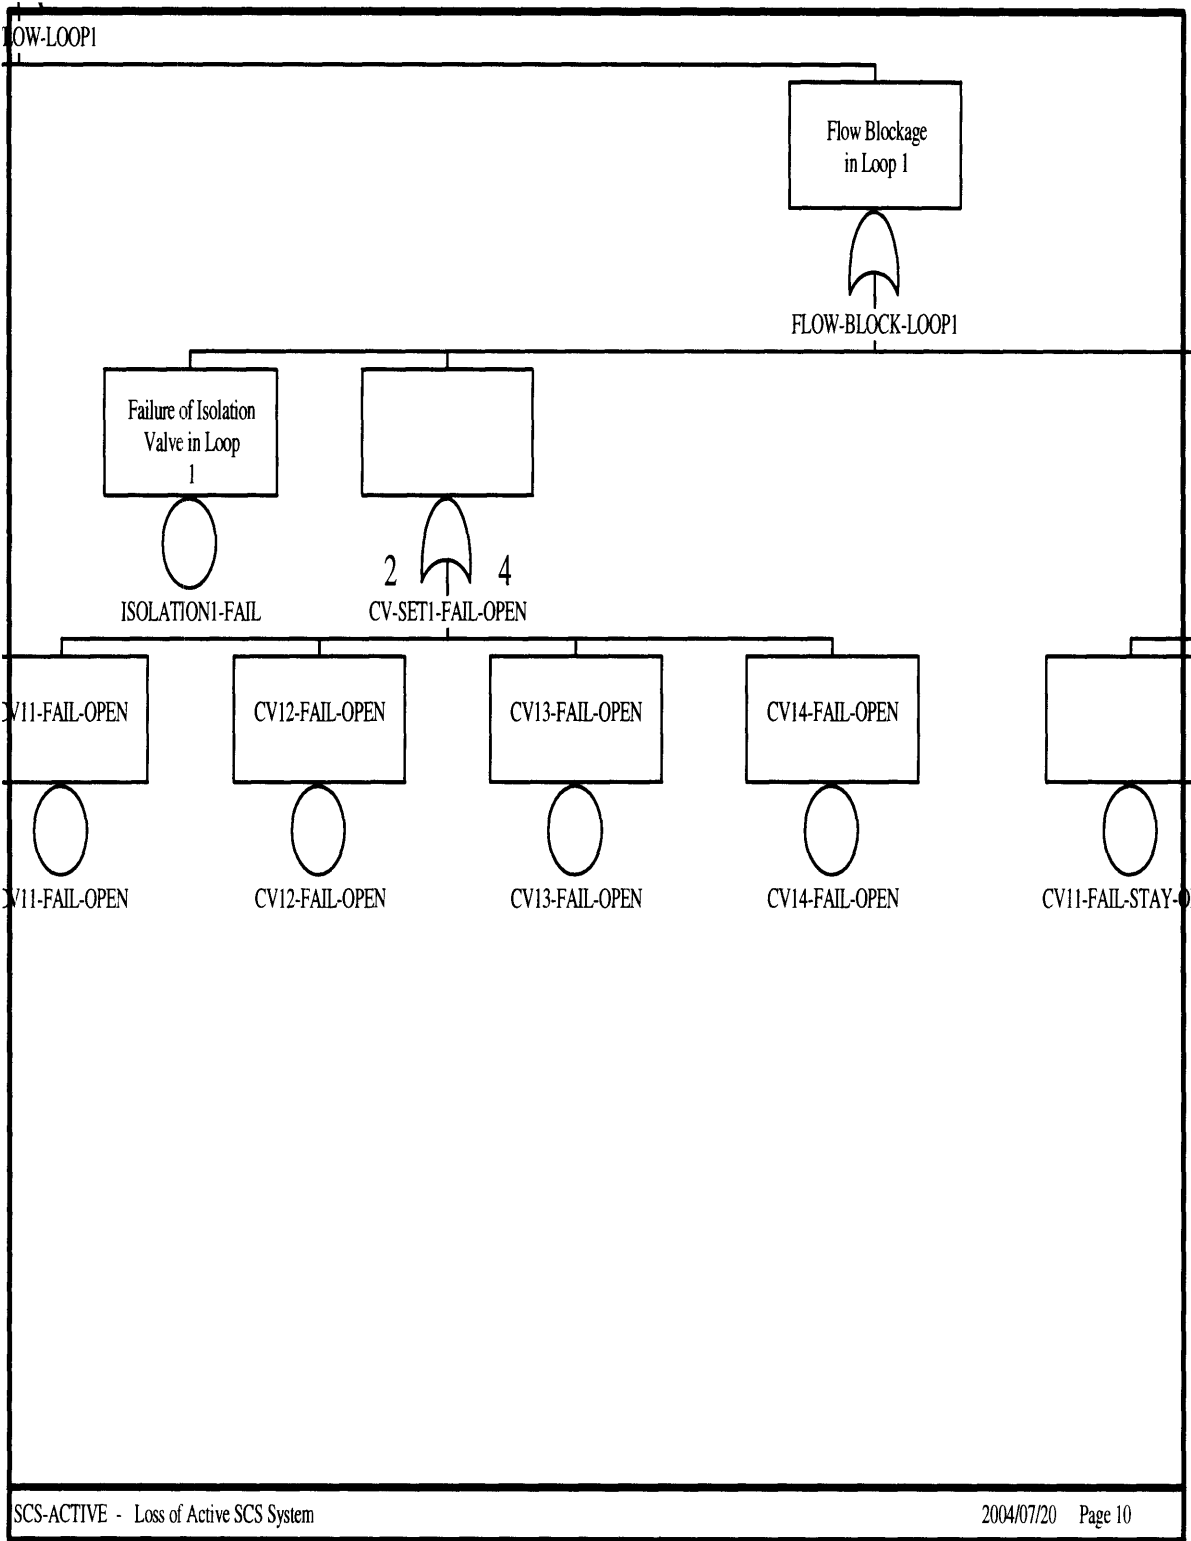 LOW-LOOP1
Flow Blockage
in Loop 1
FLOW-BLOCK-LOOP1
Failure of Isolation
Valve in Loop
1
2 4
ISOLATION1-FAIL CV-SET1-FAIL-OPEN
V11-FAIL-OPEN CV12-FAIL-OPEN CV13-FAIL-OPEN CV14-FAIL-OPEN
V11-FAIL-OPEN CV12-FAIL-OPEN CV13-FAIL-OPEN CV14-FAIL-OPEN CV11-FAIL-STAY-O
SCS-ACTIVE - Loss of Active SCS System 2004/07/20 Page 10